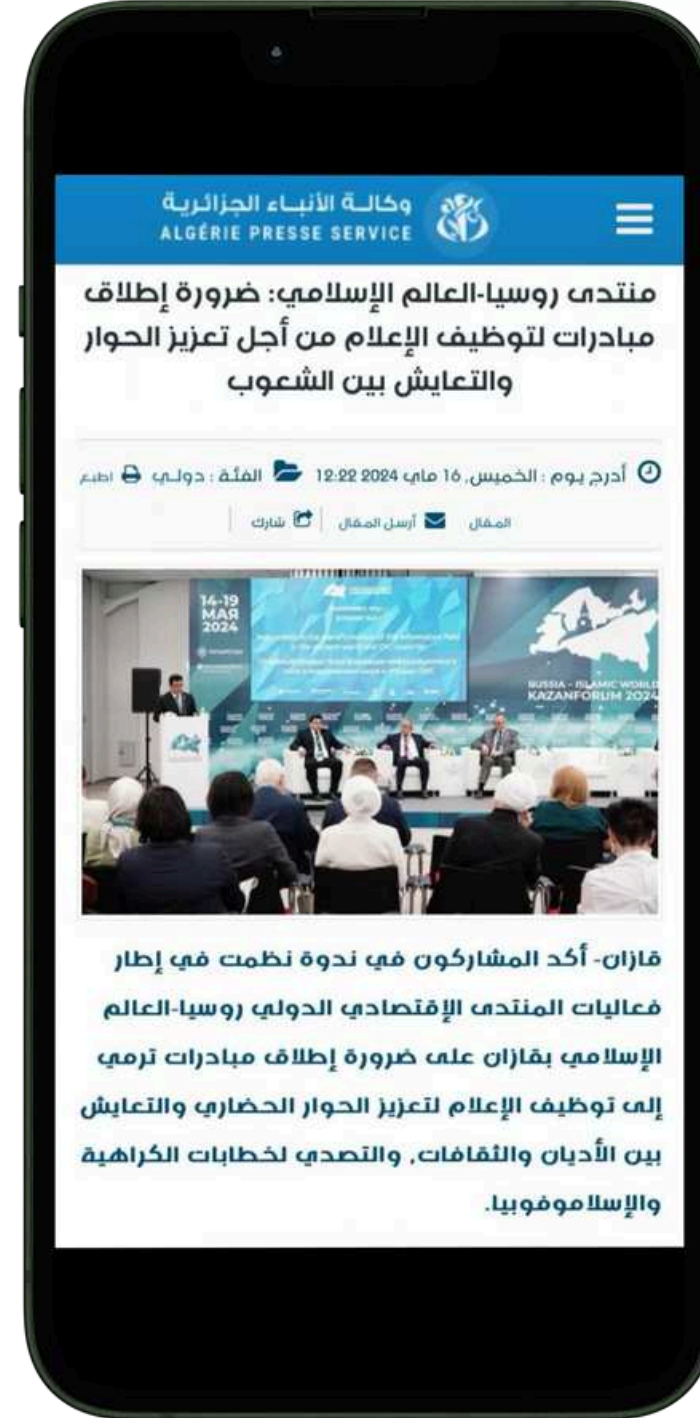 وكالة الأنباء الجزائرية
ALGÉRIE PRESSE SERVICE
منتدى روسيا-العالم الإسلامي: ضرورة إطلاق
مبادرات لتوظيف الإعلام من أجل تعزيز الحوار
والتعايش بين الشعوب
أدرج يوم : الخميس, 16 ماي 2024 12:22 الفئة : دولي اطبع
المقال أرسل المقال شارك
14-19
МАЯ
2024
RUSSIA - ISLAMIC WORLD
KAZANFORUM 2024
قازان- أكد المشاركون في ندوة نظمت في إطار
فعاليات المنتدى الإقتصادي الدولي روسيا-العالم
الإسلامي بقازان على ضرورة إطلاق مبادرات ترمي
إلى توظيف الإعلام لتعزيز الحوار الحضاري والتعايش
بين الأديان والثقافات, والتصدي لخطابات الكراهية
والإسلاموفوبيا.